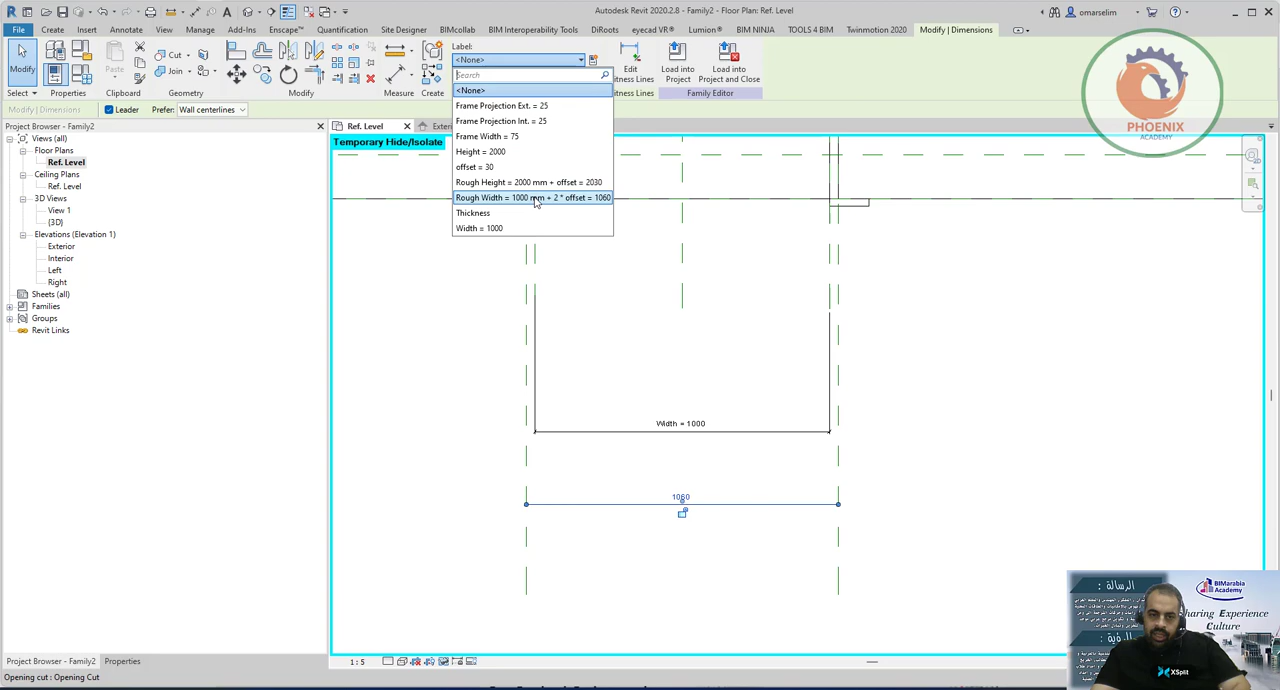 Autodesk Revit 2020.2.8 - Family2 - Floor Plan: Ref. Level
omarselim
File
Create
Insert
Annotate
View
Manage
Add-Ins
Enscape™
Quantification
Site Designer
BIMcollab
BIM Interoperability Tools
DiRoots
eyecad VR®
Lumion®
BIM NINJA
TOOLS 4 BIM
Twinmotion 2020
Modify | Dimensions
Modify
Paste
Cut
Join
Label:
<None>
Edit
Witness Lines
Load into
Project
Load into
Project and Close
Select
Properties
Clipboard
Geometry
Modify
Measure
Create
Witness Lines
Family Editor
Search
<None>
Frame Projection Ext. = 25
Frame Projection Int. = 25
Frame Width = 75
Height = 2000
offset = 30
Rough Height = 2000 mm + offset = 2030
Rough Width = 1000 mm + 2 * offset = 1060
Thickness
Width = 1000
Modify | Dimensions
Leader
Prefer:
Wall centerlines
Project Browser - Family2
Ref. Level
Temporary Hide/Isolate
Views (all)
Floor Plans
Ref. Level
Ceiling Plans
Ref. Level
3D Views
View 1
{3D}
Elevations (Elevation 1)
Exterior
Interior
Left
Right
Sheets (all)
Families
Groups
Revit Links
Width = 1000
1060
PHOENIX
ACADEMY
الرسالة :
BIMarabia
Academy
Sharing Experience
Culture
الرؤية :
XSplit
Project Browser - Family2
Properties
1 : 5
Opening cut : Opening Cut